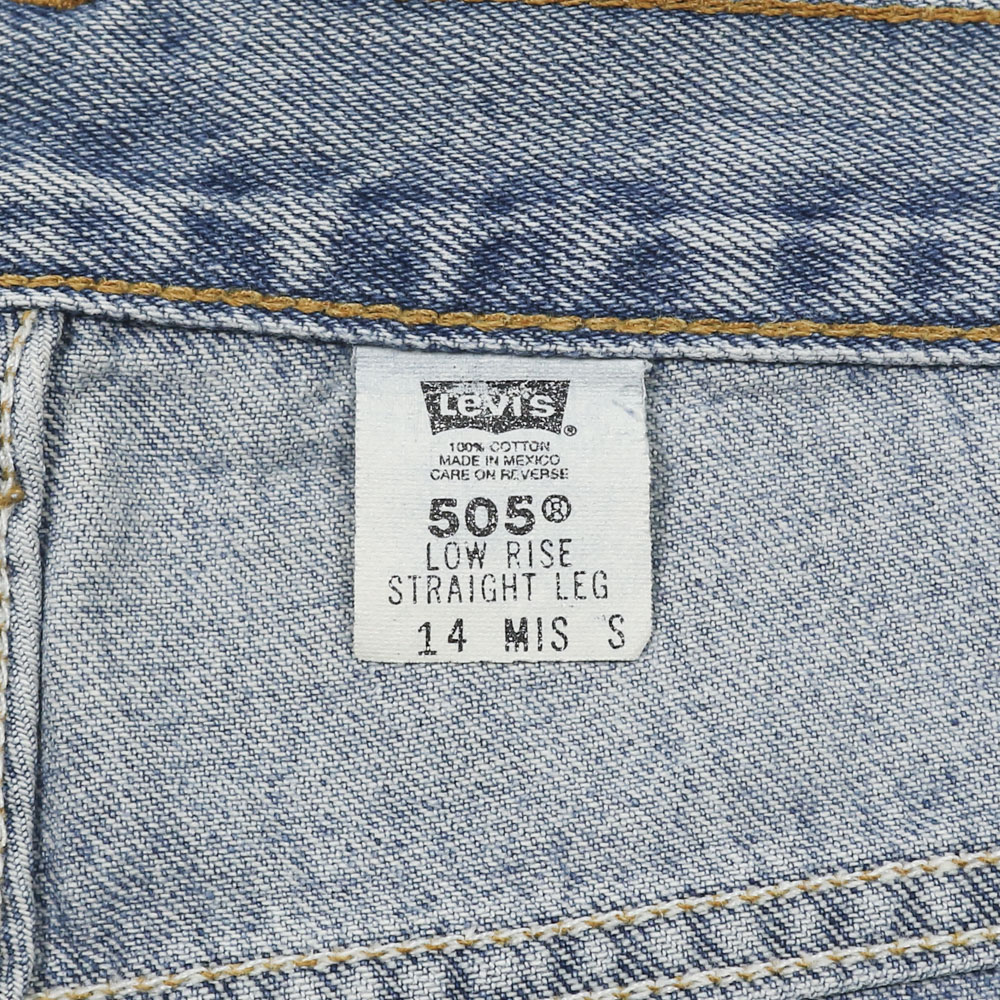 Levi's®
100% COTTON
MADE IN MEXICO
CARE ON REVERSE
505®
LOW RISE
STRAIGHT LEG
14 MIS S